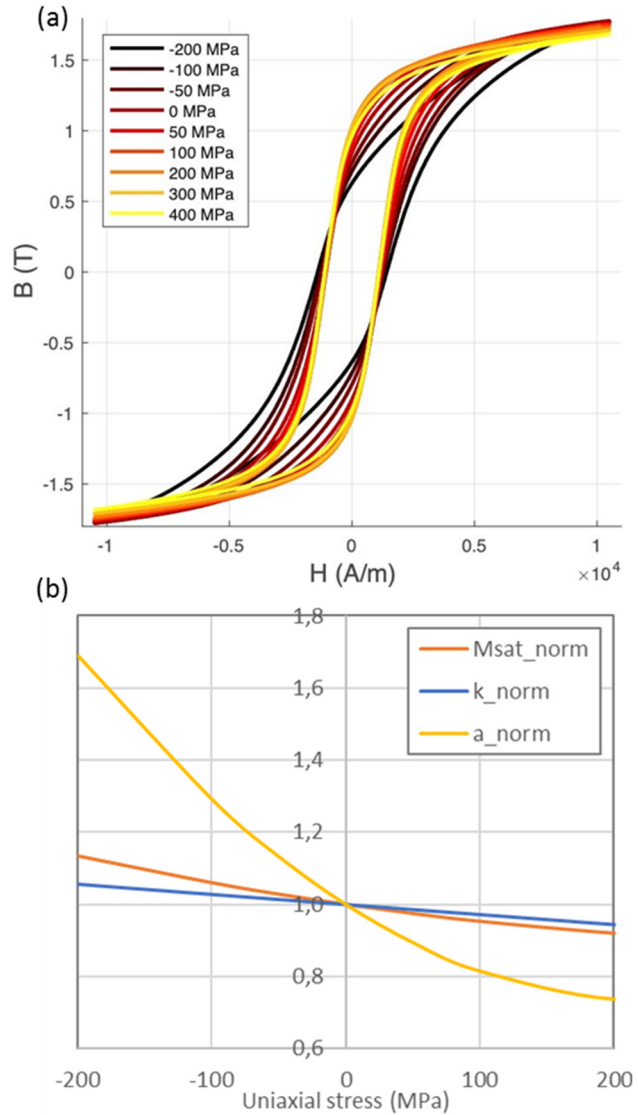 (a)
-200 MPa
-100 MPa
-50 MPa
0 MPa
50 MPa
100 MPa
200 MPa
300 MPa
400 MPa
1.5
1
0.5
0
-0.5
-1
-1.5
B (T)
-1 -0.5 0 0.5 1
H (A/m)
×10⁴
(b)
Msat_norm
k_norm
a_norm
1,8
1,6
1,4
1,2
1,0
0,8
0,6
-200 -100 0 100 200
Uniaxial stress (MPa)